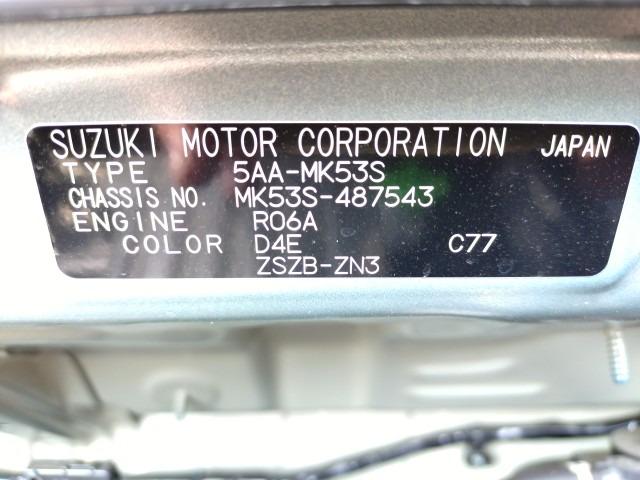 SUZUKI MOTOR CORPORATION JAPAN
TYPE 5AA-MK53S
CHASSIS NO. MK53S-487543
ENGINE R06A
COLOR D4E C77
ZSZB-ZN3